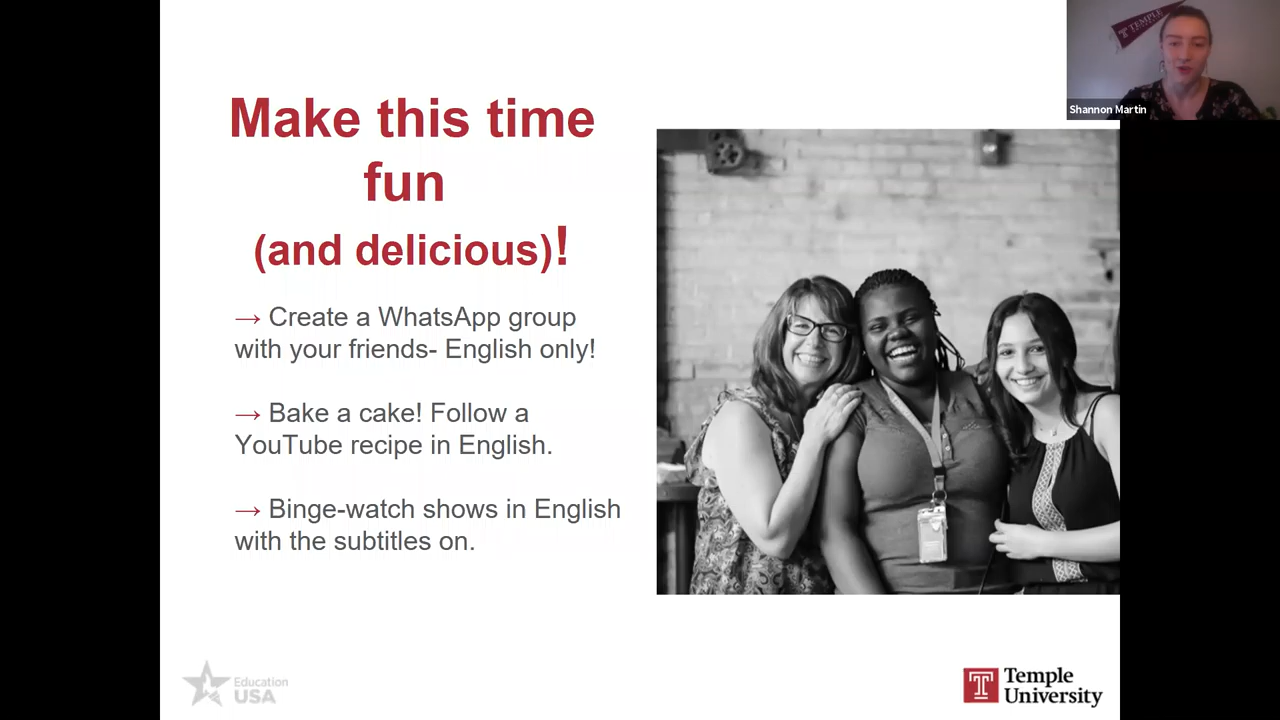 Make this time
fun
(and delicious)!
→ Create a WhatsApp group
with your friends- English only!
→ Bake a cake! Follow a
YouTube recipe in English.
→ Binge-watch shows in English
with the subtitles on.
TEMPLE
Shannon Martin
Education
USA
Temple
University